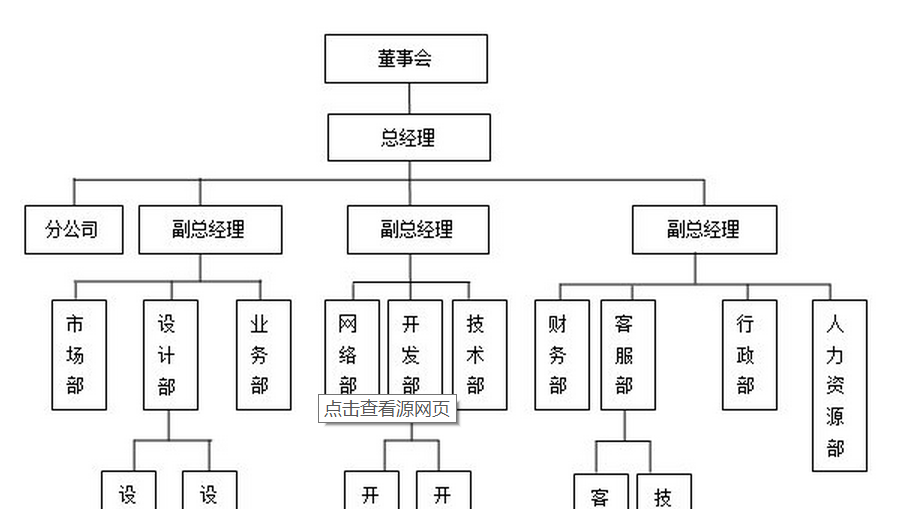 董事会
总经理
分公司
副总经理
副总经理
副总经理
市场部
设计部
业务部
网络部
开发部
技术部
财务部
客服部
行政部
人力资源部
点击查看源网页
设
设
开
开
客
技